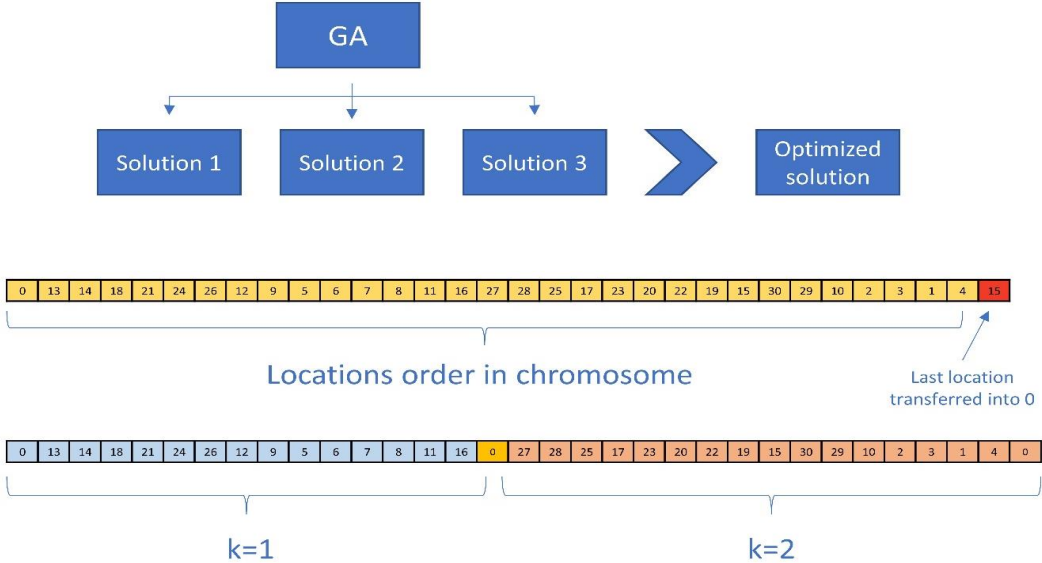 GA
Solution 1 Solution 2 Solution 3 Optimized
solution
0 13 14 18 21 24 26 12 9 5 6 7 8 11 16 27 28 25 17 23 20 22 19 15 30 29 10 2 3 1 4 15
Locations order in chromosome
Last location
transferred into 0
0 13 14 18 21 24 26 12 9 5 6 7 8 11 16 0 27 28 25 17 23 20 22 19 15 30 29 10 2 3 1 4 0
k=1 k=2